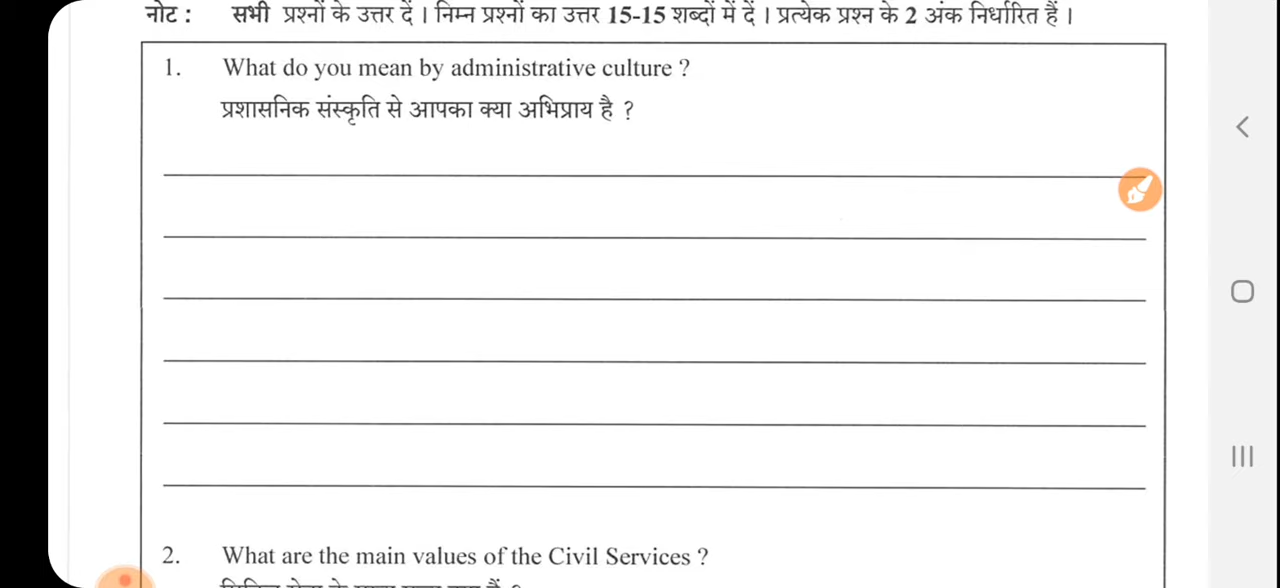 नोट : सभी प्रश्नों के उत्तर दें । निम्न प्रश्नों का उत्तर 15-15 शब्दों में दें । प्रत्येक प्रश्न के 2 अंक निर्धारित हैं ।
1. What do you mean by administrative culture ?
प्रशासनिक संस्कृति से आपका क्या अभिप्राय है ?
2. What are the main values of the Civil Services ?